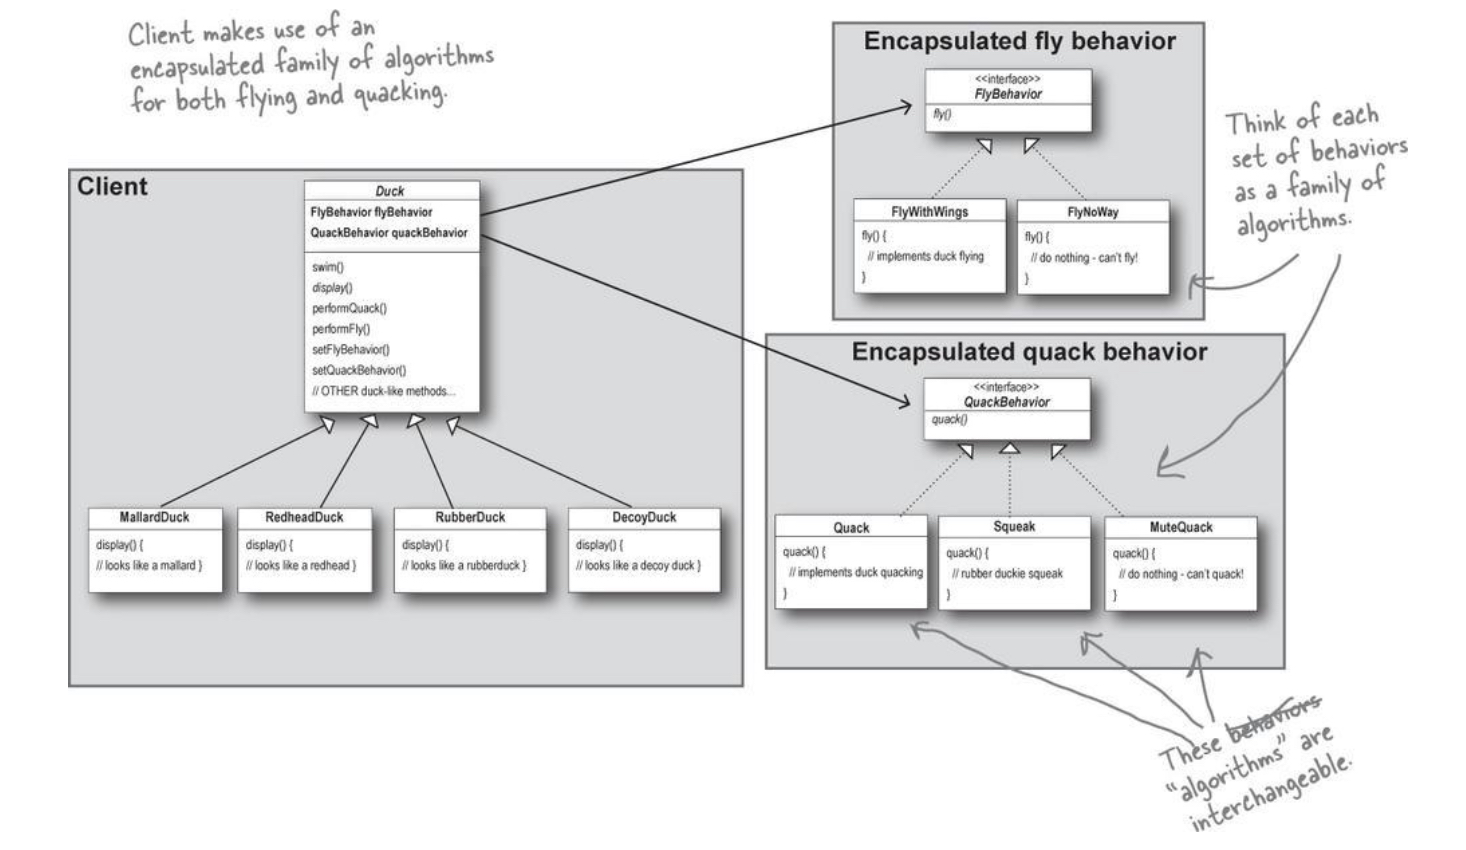 Client makes use of an
encapsulated family of algorithms
for both flying and quacking.
Encapsulated fly behavior
<<interface>>
FlyBehavior
fly()
FlyWithWings
fly() {
// implements duck flying
}
FlyNoWay
fly() {
// do nothing - can't fly!
}
Think of each
set of behaviors
as a family of
algorithms.
Client
Duck
FlyBehavior flyBehavior
QuackBehavior quackBehavior
swim()
display()
performQuack()
performFly()
setFlyBehavior()
setQuackBehavior()
// OTHER duck-like methods...
MallardDuck
display() {
// looks like a mallard }
RedheadDuck
display() {
// looks like a redhead }
RubberDuck
display() {
// looks like a rubberduck }
DecoyDuck
display() {
// looks like a decoy duck }
Encapsulated quack behavior
<<interface>>
QuackBehavior
quack()
Quack
quack() {
// implements duck quacking
}
Squeak
quack() {
// rubber duckie squeak
}
MuteQuack
quack() {
// do nothing - can't quack!
}
These behaviors
“algorithms” are
interchangeable.